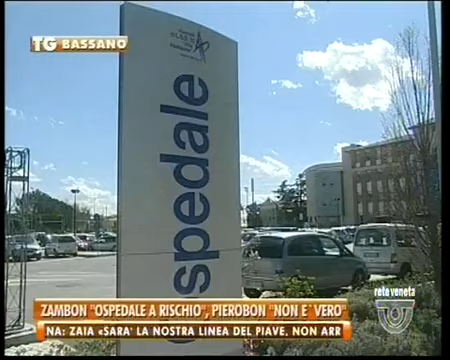 TG BASSANO
ospedale
ZAMBON "OSPEDALE A RISCHIO", PIEROBON "NON E` VERO"
NA: ZAIA «SARA' LA NOSTRA LINEA DEL PIAVE, NON ARR
rete veneta